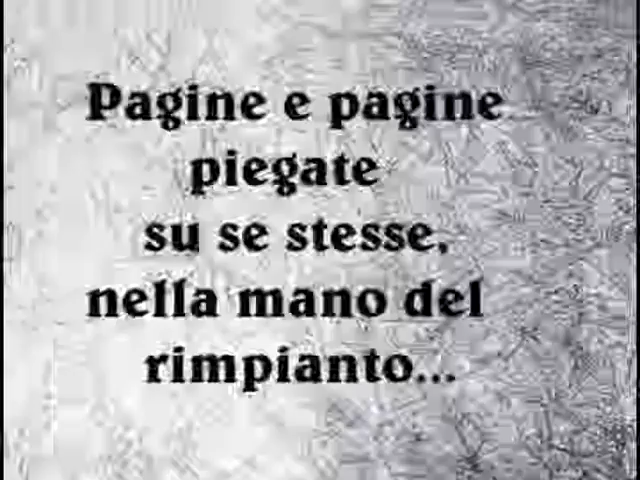 Pagine e pagine
piegate
su se stesse,
nella mano del
rimpianto...